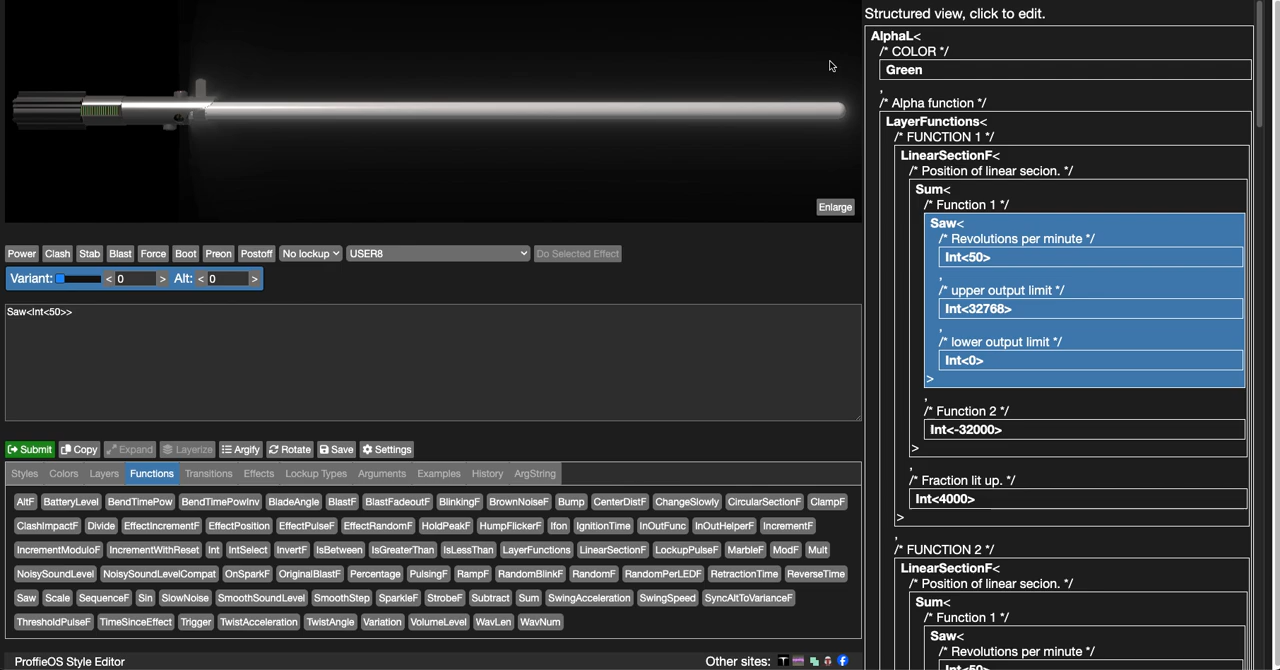 Structured view, click to edit.
AlphaL<
/* COLOR */
Green
,
/* Alpha function */
LayerFunctions<
/* FUNCTION 1 */
LinearSectionF<
/* Position of linear secion. */
Sum<
/* Function 1 */
Saw<
/* Revolutions per minute */
Int<50>
,
/* upper output limit */
Int<32768>
,
/* lower output limit */
Int<0>
>
,
/* Function 2 */
Int<-32000>
>
,
/* Fraction lit up. */
Int<4000>
>
,
/* FUNCTION 2 */
LinearSectionF<
/* Position of linear secion. */
Sum<
/* Function 1 */
Saw<
/* Revolutions per minute */
Int<50>
Enlarge
Power Clash Stab Blast Force Boot Preon Postoff No lockup USER8 Do Selected Effect
Variant: < 0 > Alt: < 0 >
Saw<Int<50>>
Submit Copy Expand Layerize Argify Rotate Save Settings
Styles Colors Layers Functions Transitions Effects Lockup Types Arguments Examples History ArgString
AltF BatteryLevel BendTimePow BendTimePowInv BladeAngle BlastF BlastFadeoutF BlinkingF BrownNoiseF Bump CenterDistF ChangeSlowly CircularSectionF ClampF
ClashImpactF Divide EffectIncrementF EffectPosition EffectPulseF EffectRandomF HoldPeakF HumpFlickerF Ifon IgnitionTime InOutFunc InOutHelperF IncrementF
IncrementModuloF IncrementWithReset Int IntSelect InvertF IsBetween IsGreaterThan IsLessThan LayerFunctions LinearSectionF LockupPulseF MarbleF ModF Mult
NoisySoundLevel NoisySoundLevelCompat OnSparkF OriginalBlastF Percentage PulsingF RampF RandomBlinkF RandomF RandomPerLEDF RetractionTime ReverseTime
Saw Scale SequenceF Sin SlowNoise SmoothSoundLevel SmoothStep SparkleF StrobeF Subtract Sum SwingAcceleration SwingSpeed SyncAltToVarianceF
ThresholdPulseF TimeSinceEffect Trigger TwistAcceleration TwistAngle Variation VolumeLevel WavLen WavNum
ProffieOS Style Editor
Other sites: